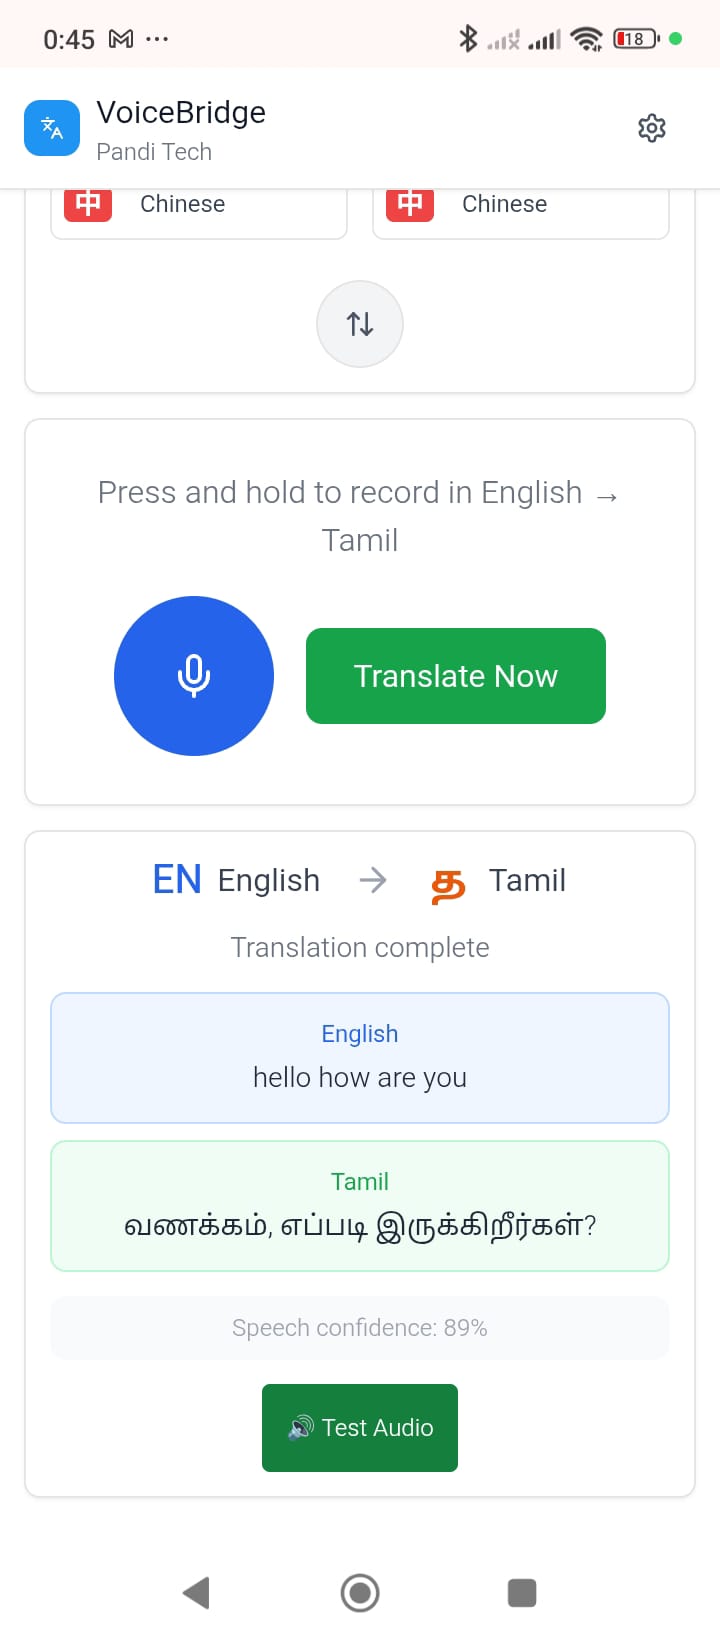 0:45
18
VoiceBridge
Pandi Tech
中 Chinese 中 Chinese
Press and hold to record in English →
Tamil
Translate Now
EN English → த Tamil
Translation complete
English
hello how are you
Tamil
வணக்கம், எப்படி இருக்கிறீர்கள்?
Speech confidence: 89%
🔊 Test Audio